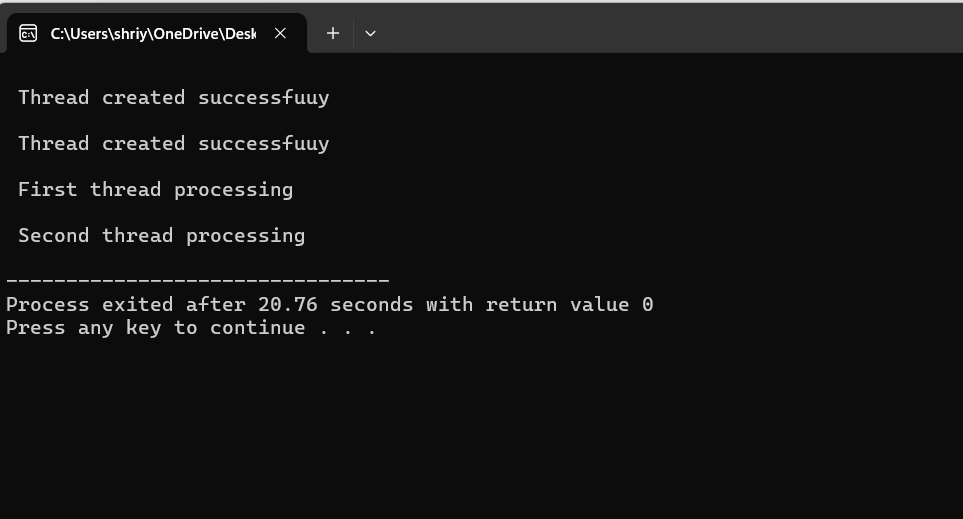 C:\Users\shriy\OneDrive\Desk
Thread created successfuuy
Thread created successfuuy
First thread processing
Second thread processing
--------------------------------
Process exited after 20.76 seconds with return value 0
Press any key to continue . . .